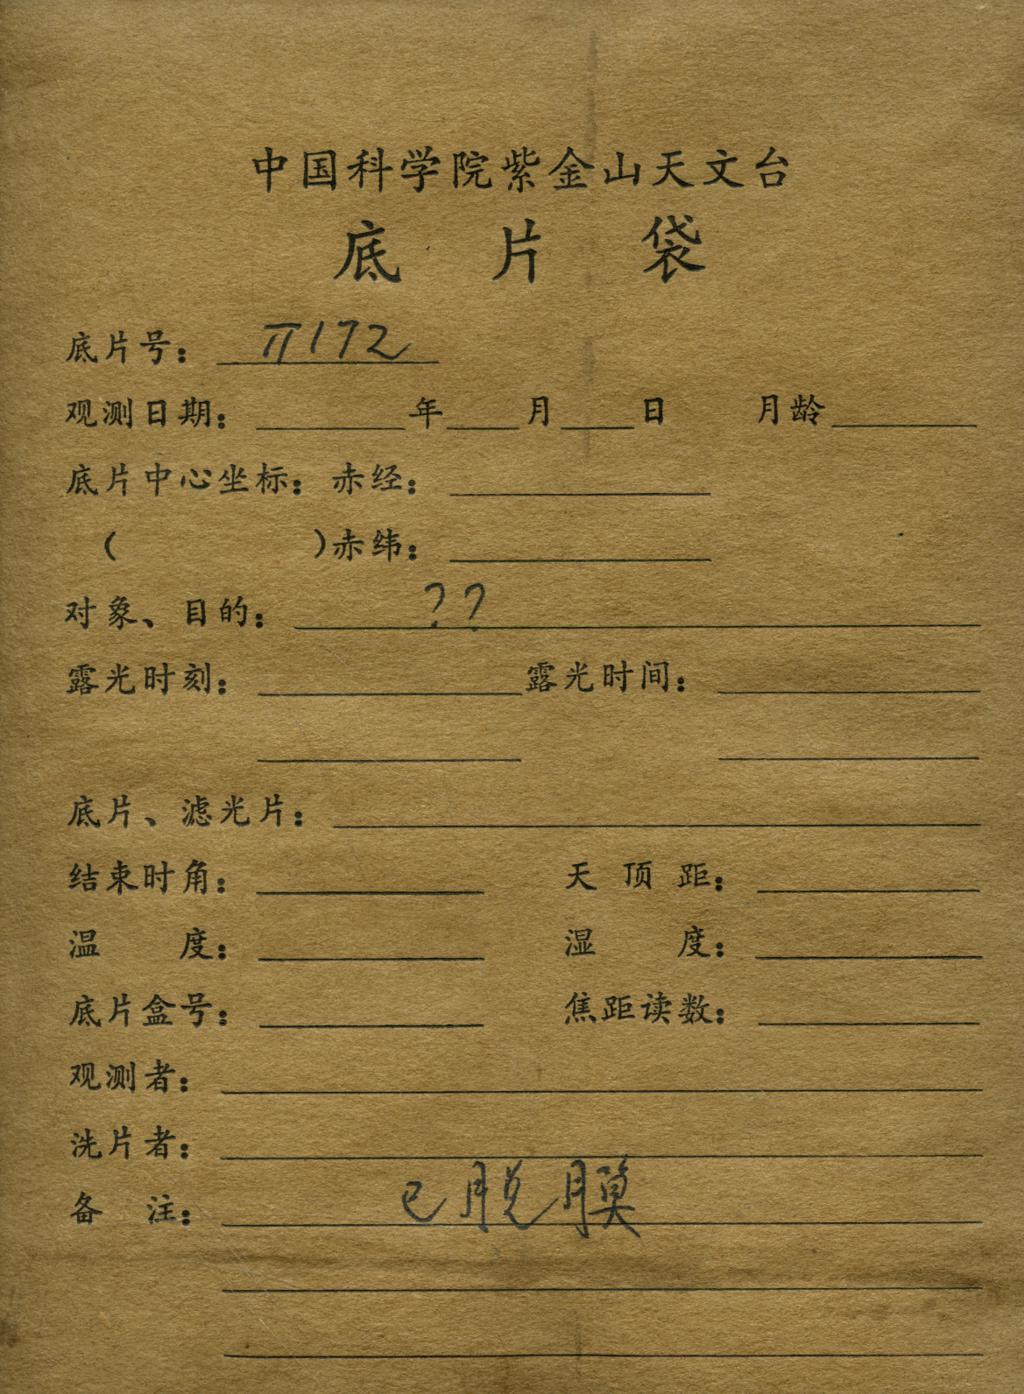 中国科学院紫金山天文台
底片袋
底片号：π172
观测日期：年月日 月龄
底片中心坐标：赤经：
（ ）赤纬：
对象、目的：??
露光时刻： 露光时间：
底片、滤光片：
结束时角： 天顶距：
温度： 湿度：
底片盒号： 焦距读数：
观测者：
洗片者：
备注：已脱膜